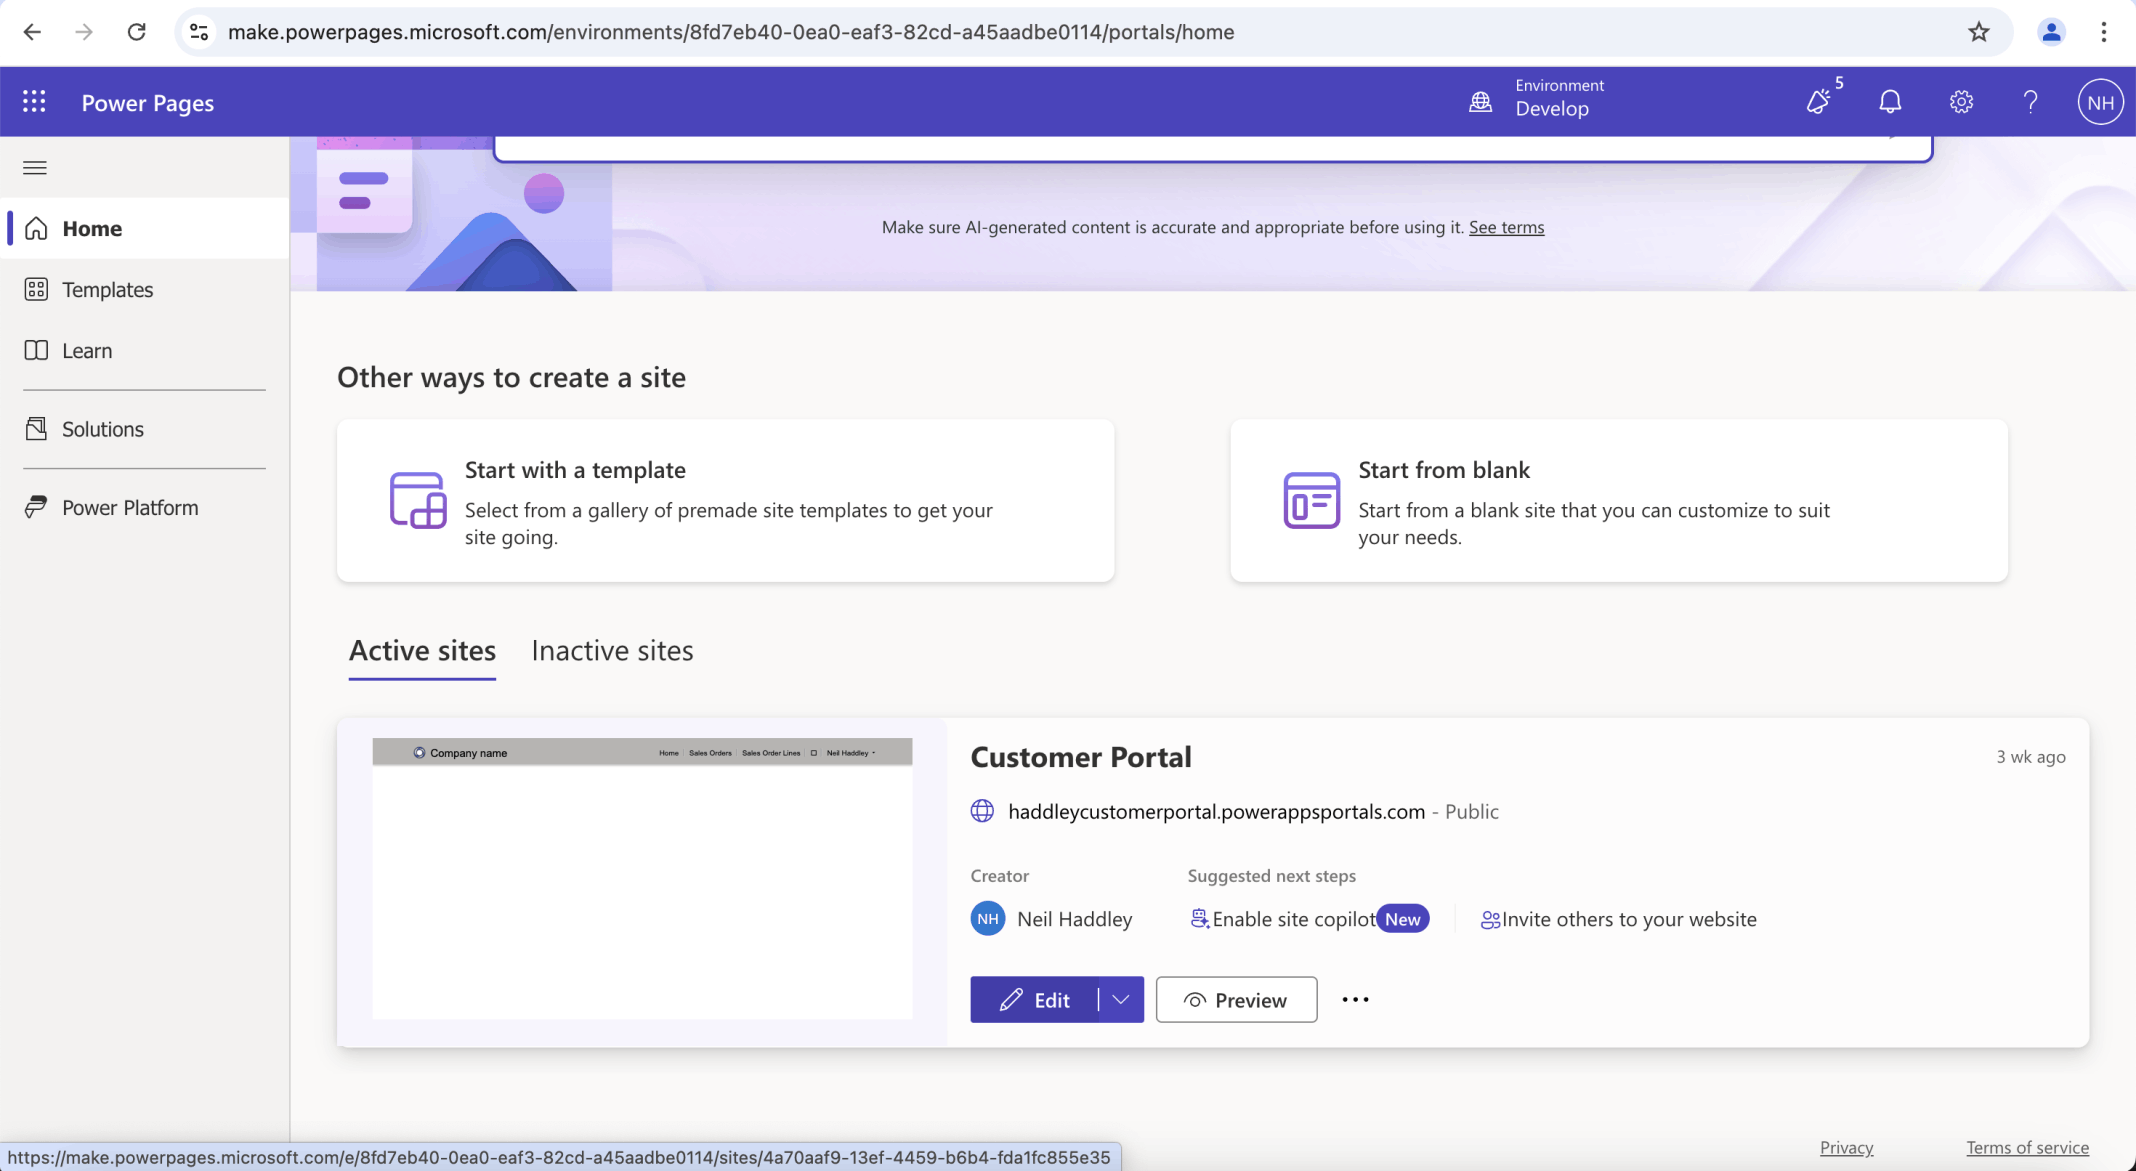 make.powerpages.microsoft.com/environments/8fd7eb40-0ea0-eaf3-82cd-a45aadbe0114/portals/home
Power Pages
Environment
Develop
5
NH
Home
Templates
Learn
Solutions
Power Platform
Make sure AI-generated content is accurate and appropriate before using it. See terms
Other ways to create a site
Start with a template
Select from a gallery of premade site templates to get your
site going.
Start from blank
Start from a blank site that you can customize to suit
your needs.
Active sites
Inactive sites
Company name
Home
Sales Orders
Sales Order Lines
Neil Haddley
Customer Portal
3 wk ago
haddleycustomerportal.powerappsportals.com - Public
Creator
Suggested next steps
NH
Neil Haddley
Enable site copilot New
Invite others to your website
Edit
Preview
Privacy
Terms of service
https://make.powerpages.microsoft.com/e/8fd7eb40-0ea0-eaf3-82cd-a45aadbe0114/sites/4a70aaf9-13ef-4459-b6b4-fda1fc855e35